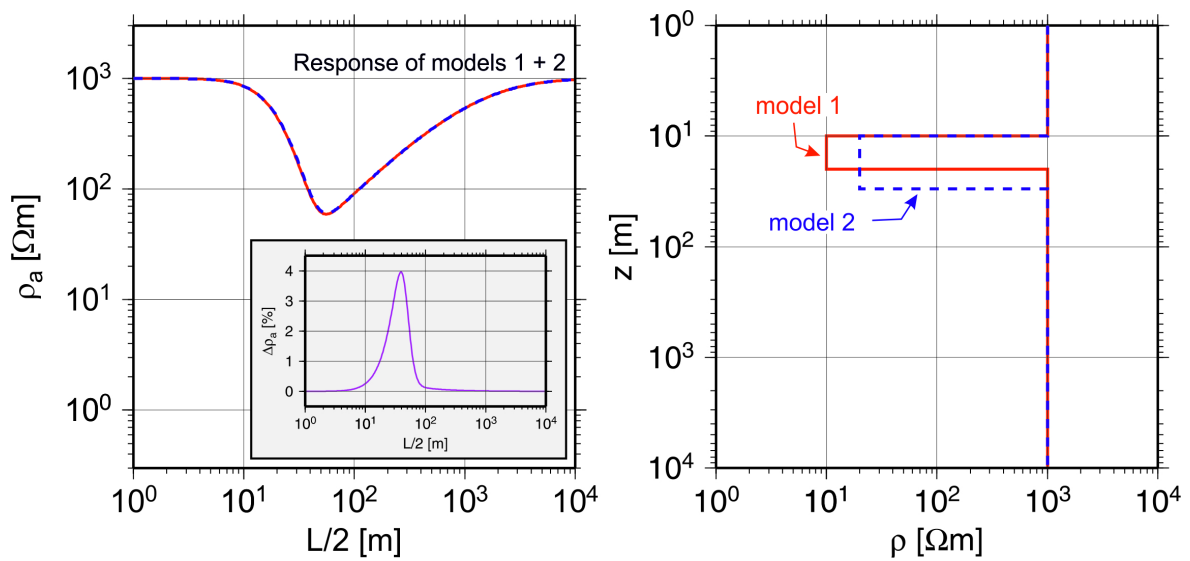 Response of models 1 + 2
10³
10²
10¹
10⁰
ρₐ [Ωm]
10⁰ 10¹ 10² 10³ 10⁴
L/2 [m]
4
3
2
1
0
Δρₐ [%]
10⁰ 10¹ 10² 10³ 10⁴
L/2 [m]
10⁰
10¹
10²
10³
10⁴
z [m]
model 1
model 2
10⁰ 10¹ 10² 10³ 10⁴
ρ [Ωm]